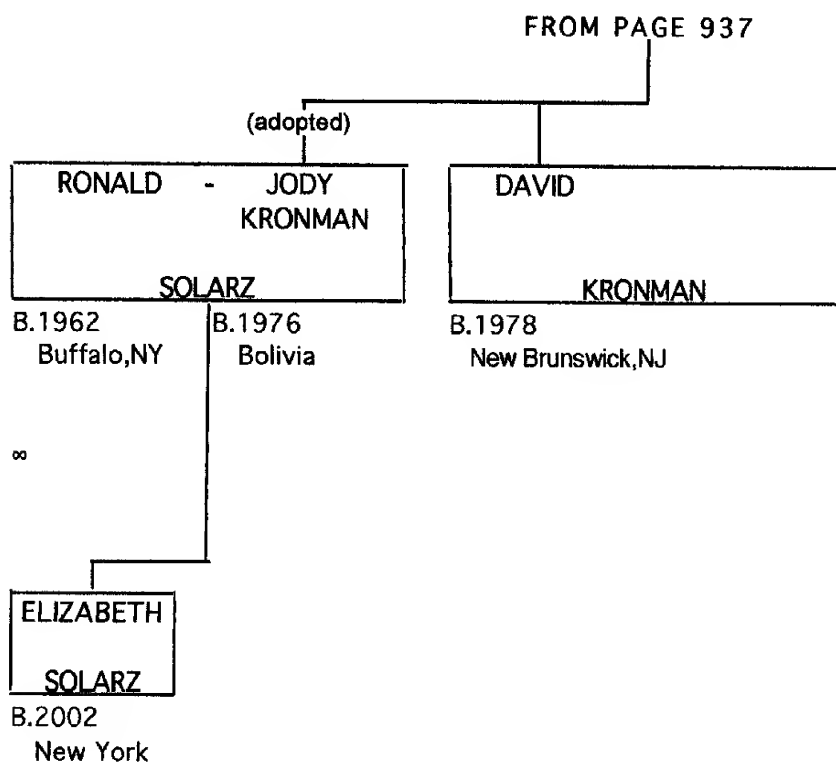 FROM PAGE 937
(adopted)
RONALD - JODY
KRONMAN
SOLARZ
B.1962 B.1976
Buffalo,NY Bolivia
DAVID
KRONMAN
B.1978
New Brunswick,NJ
∞
ELIZABETH
SOLARZ
B.2002
New York